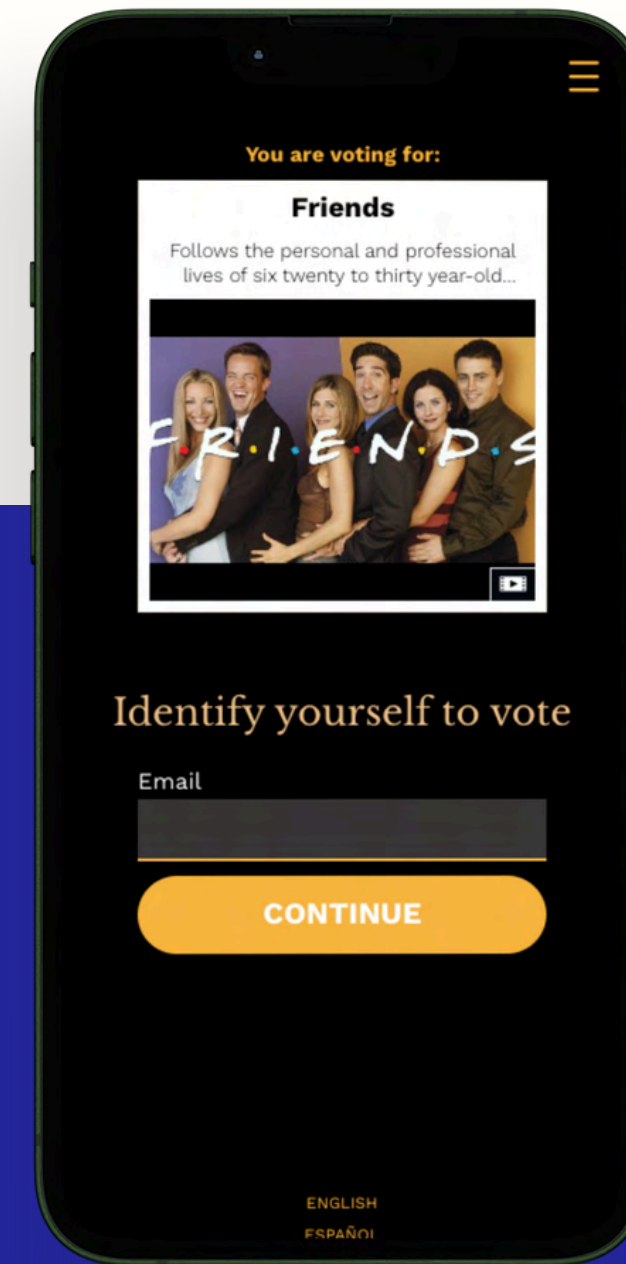 You are voting for:
Friends
Follows the personal and professional
lives of six twenty to thirty year-old...
F·R·I·E·N·D·S
Identify yourself to vote
Email
CONTINUE
ENGLISH
ESPAÑOL